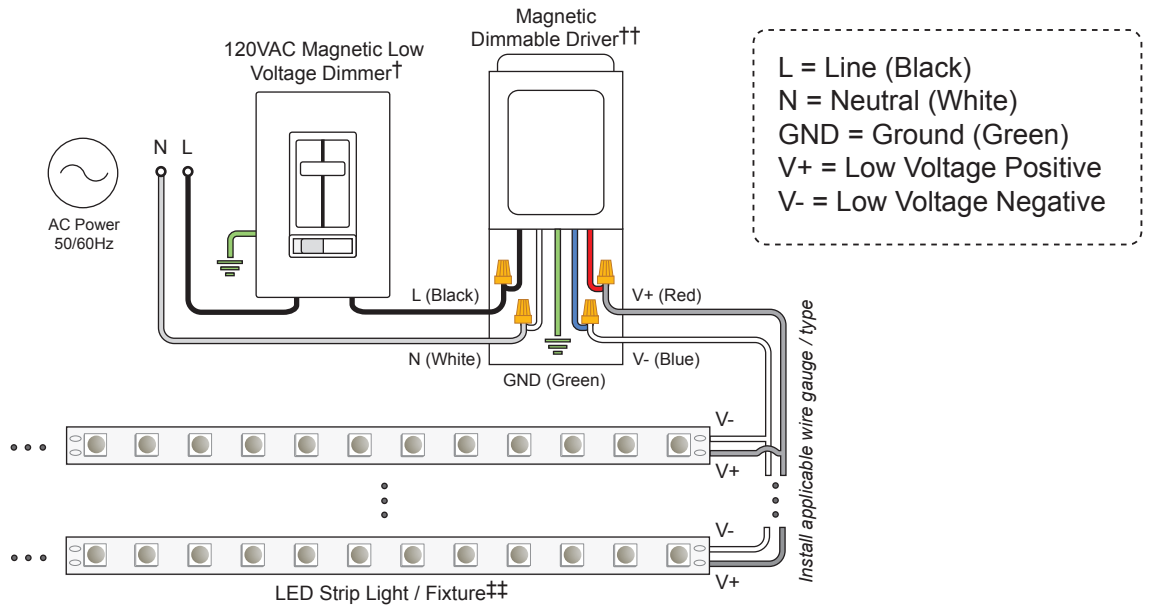 120VAC Magnetic Low
Voltage Dimmer†
Magnetic
Dimmable Driver††
L = Line (Black)
N = Neutral (White)
GND = Ground (Green)
V+ = Low Voltage Positive
V- = Low Voltage Negative
N L
AC Power
50/60Hz
L (Black)
V+ (Red)
N (White)
V- (Blue)
GND (Green)
Install applicable wire gauge / type
V-
V+
V-
V+
LED Strip Light / Fixture‡‡